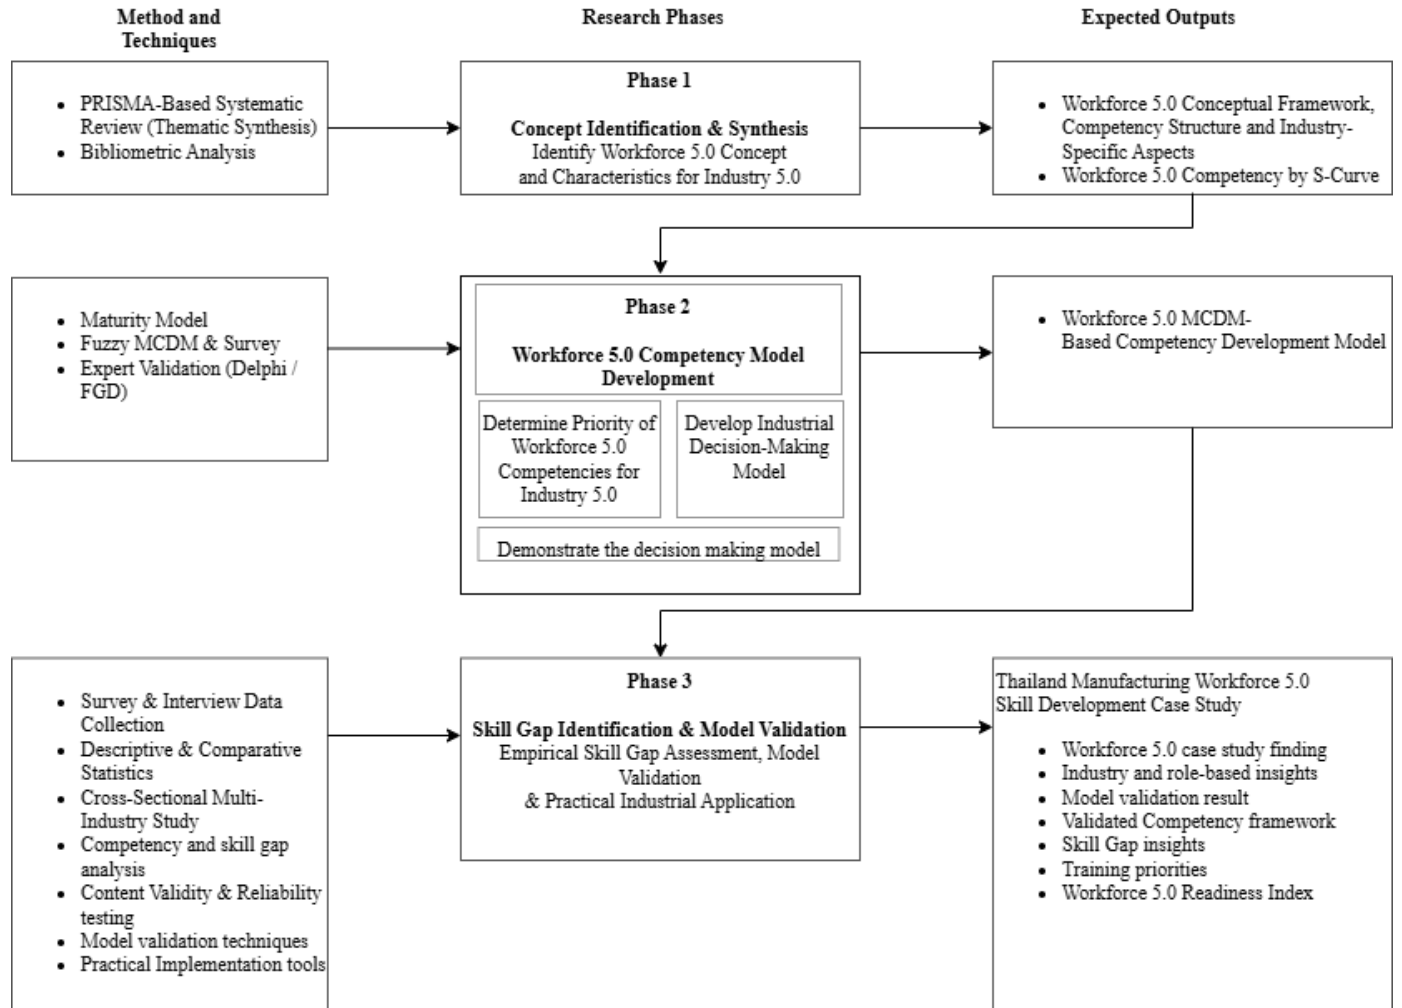 Method and
Techniques
Research Phases
Expected Outputs
• PRISMA-Based Systematic
Review (Thematic Synthesis)
• Bibliometric Analysis
Phase 1
Concept Identification & Synthesis
Identify Workforce 5.0 Concept
and Characteristics for Industry 5.0
• Workforce 5.0 Conceptual Framework,
Competency Structure and Industry-
Specific Aspects
• Workforce 5.0 Competency by S-Curve
• Maturity Model
• Fuzzy MCDM & Survey
• Expert Validation (Delphi /
FGD)
Phase 2
Workforce 5.0 Competency Model
Development
Determine Priority of
Workforce 5.0
Competencies for
Industry 5.0
Develop Industrial
Decision-Making
Model
Demonstrate the decision making model
• Workforce 5.0 MCDM-
Based Competency Development Model
• Survey & Interview Data
Collection
• Descriptive & Comparative
Statistics
• Cross-Sectional Multi-
Industry Study
• Competency and skill gap
analysis
• Content Validity & Reliability
testing
• Model validation techniques
• Practical Implementation tools
Phase 3
Skill Gap Identification & Model Validation
Empirical Skill Gap Assessment, Model
Validation
& Practical Industrial Application
Thailand Manufacturing Workforce 5.0
Skill Development Case Study
• Workforce 5.0 case study finding
• Industry and role-based insights
• Model validation result
• Validated Competency framework
• Skill Gap insights
• Training priorities
• Workforce 5.0 Readiness Index